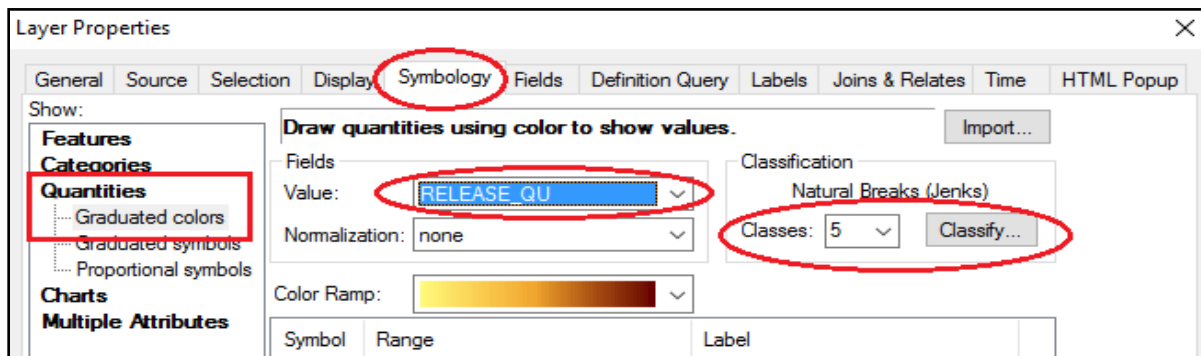 Layer Properties
General Source Selection Display Symbology Fields Definition Query Labels Joins & Relates Time HTML Popup
Show:
Features
Categories
Quantities
Graduated colors
Graduated symbols
Proportional symbols
Charts
Multiple Attributes
Draw quantities using color to show values.
Import...
Fields
Value: RELEASE_QU
Normalization: none
Classification
Natural Breaks (Jenks)
Classes: 5 Classify...
Color Ramp:
Symbol Range Label